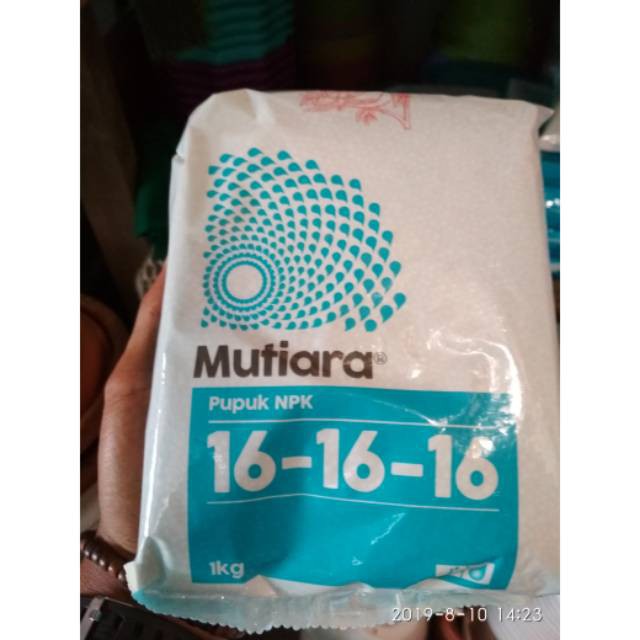 Mutiara®
Pupuk NPK
16-16-16
1kg
2019-8-10 14:23